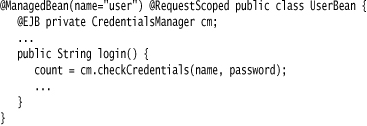 @ManagedBean(name="user") @RequestScoped public class UserBean {
   @EJB private CredentialsManager cm;
   ...
   public String login() {
      count = cm.checkCredentials(name, password);
      ...
   }
}